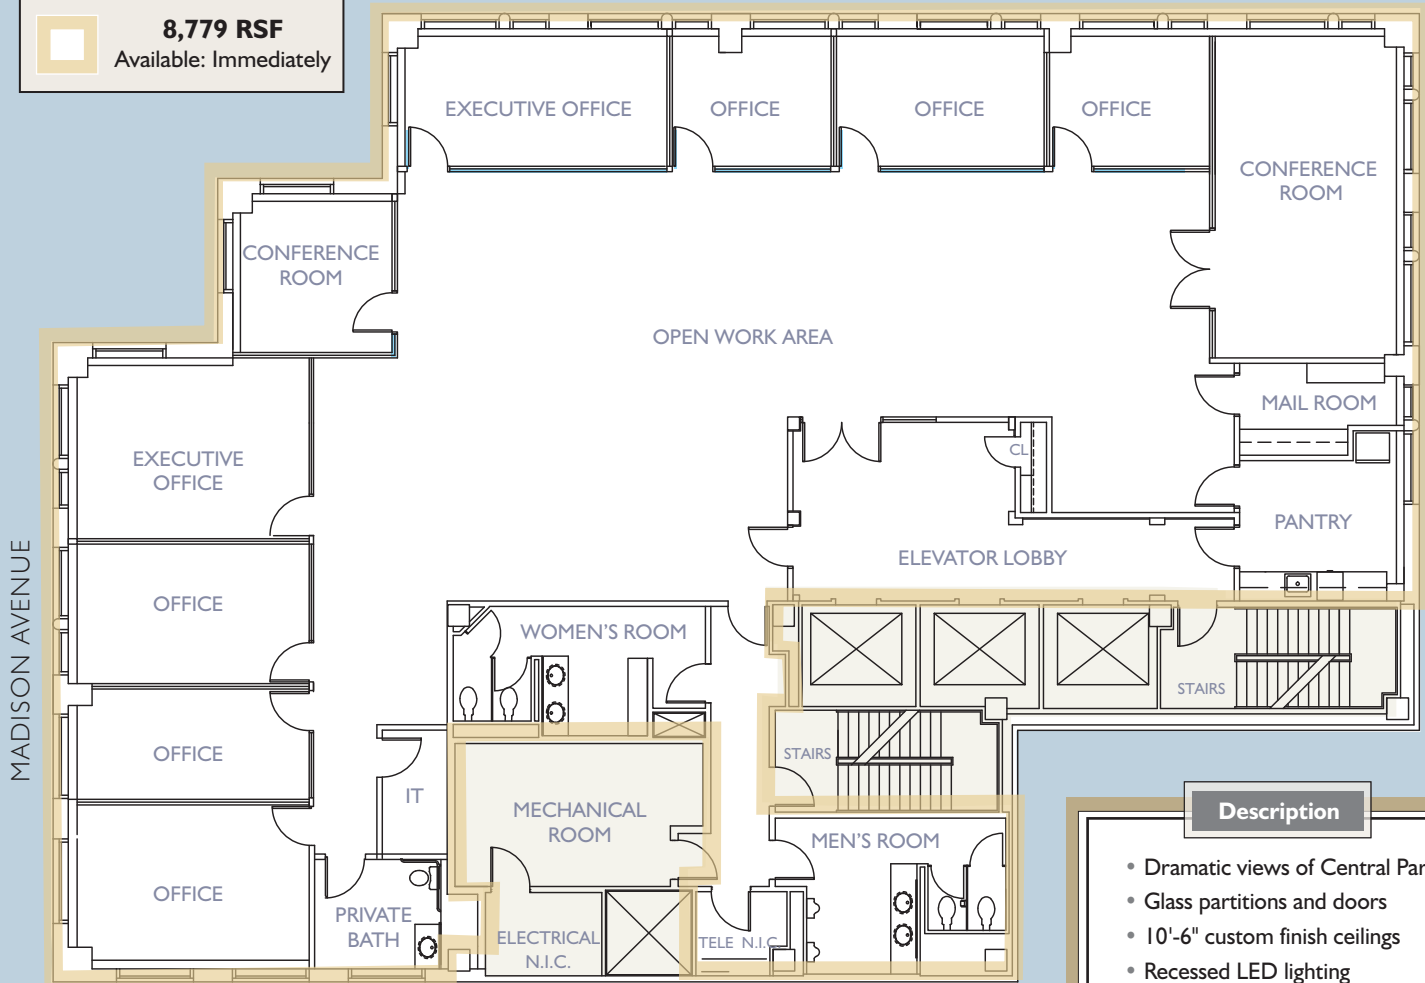 8,779 RSF
Available: Immediately
EXECUTIVE OFFICE
OFFICE
OFFICE
OFFICE
CONFERENCE
ROOM
CONFERENCE
ROOM
OPEN WORK AREA
MAIL ROOM
CL
EXECUTIVE
OFFICE
PANTRY
ELEVATOR LOBBY
MADISON AVENUE
OFFICE
WOMEN'S ROOM
STAIRS
OFFICE
STAIRS
IT
MECHANICAL
ROOM
MEN'S ROOM
OFFICE
PRIVATE
BATH
ELECTRICAL
N.I.C.
TELE N.I.C.
Description
• Dramatic views of Central Par
• Glass partitions and doors
• 10'-6" custom finish ceilings
• Recessed LED lighting